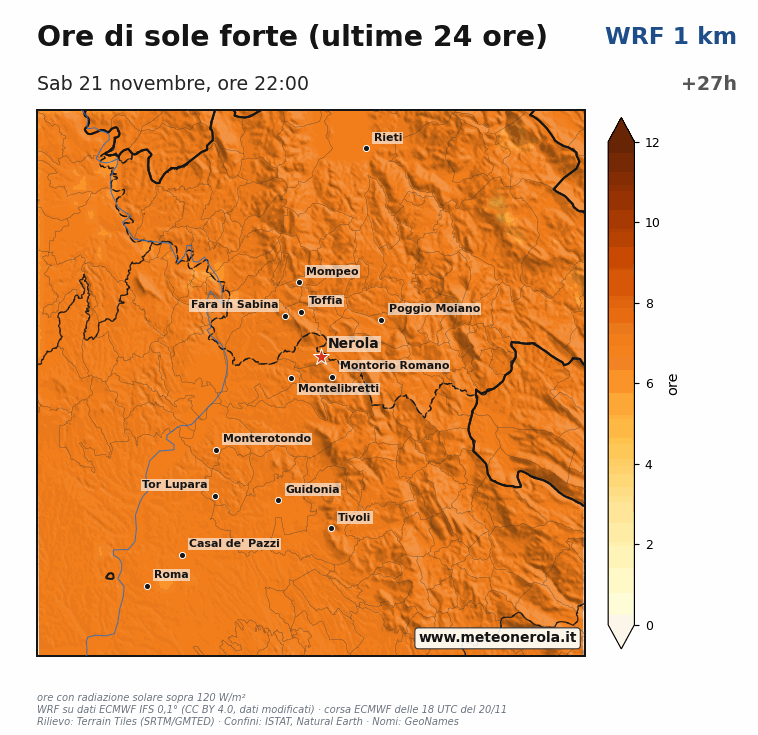 Ore di sole forte (ultime 24 ore)
WRF 1 km
Sab 21 novembre, ore 22:00
+27h
Rieti
Mompeo
Toffia
Fara in Sabina
Poggio Moiano
Nerola
Montorio Romano
Montelibretti
Monterotondo
Tor Lupara
Guidonia
Tivoli
Casal de' Pazzi
Roma
www.meteonerola.it
12
10
8
6
4
2
0
ore
ore con radiazione solare sopra 120 W/m²
WRF su dati ECMWF IFS 0,1° (CC BY 4.0, dati modificati) · corsa ECMWF delle 18 UTC del 20/11
Rilievo: Terrain Tiles (SRTM/GMTED) · Confini: ISTAT, Natural Earth · Nomi: GeoNames